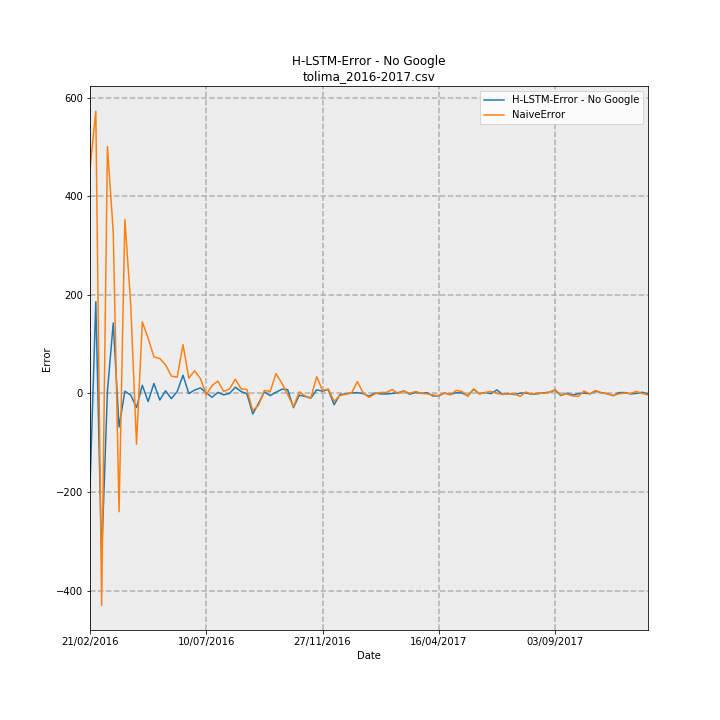 H-LSTM-Error - No Google
tolima_2016-2017.csv
H-LSTM-Error - No Google
NaiveError
600
400
200
0
−200
−400
Error
21/02/2016
10/07/2016
27/11/2016
16/04/2017
03/09/2017
Date